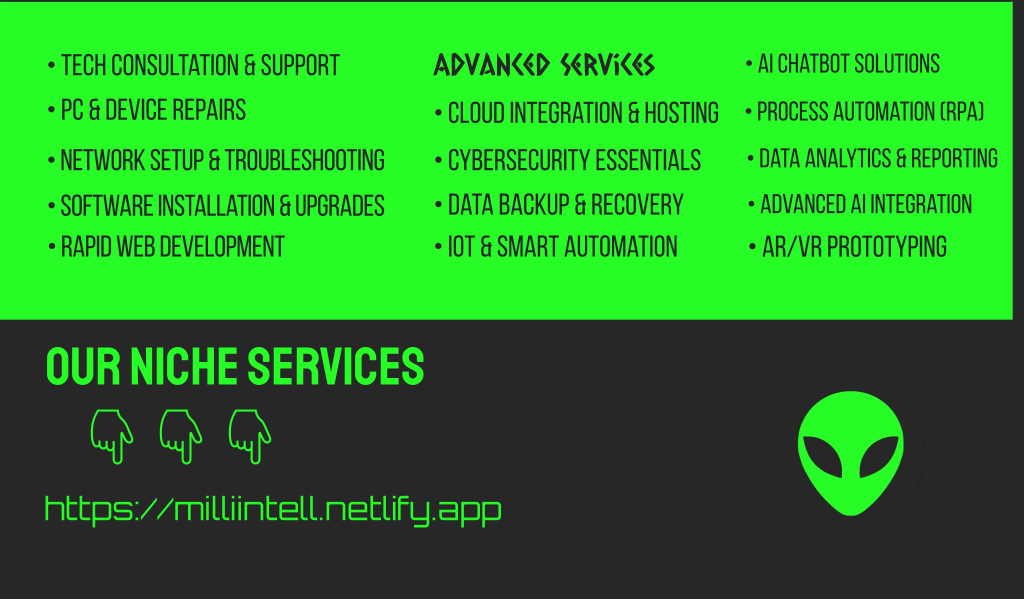 • TECH CONSULTATION & SUPPORT
• PC & DEVICE REPAIRS
• NETWORK SETUP & TROUBLESHOOTING
• SOFTWARE INSTALLATION & UPGRADES
• RAPID WEB DEVELOPMENT
ADVANCED SERViCES
• CLOUD INTEGRATION & HOSTING
• CYBERSECURITY ESSENTIALS
• DATA BACKUP & RECOVERY
• IOT & SMART AUTOMATION
• AI CHATBOT SOLUTIONS
• PROCESS AUTOMATION (RPA)
• DATA ANALYTICS & REPORTING
• ADVANCED AI INTEGRATION
• AR/VR PROTOTYPING
OUR NICHE SERVICES
https://milliintell.netlify.app